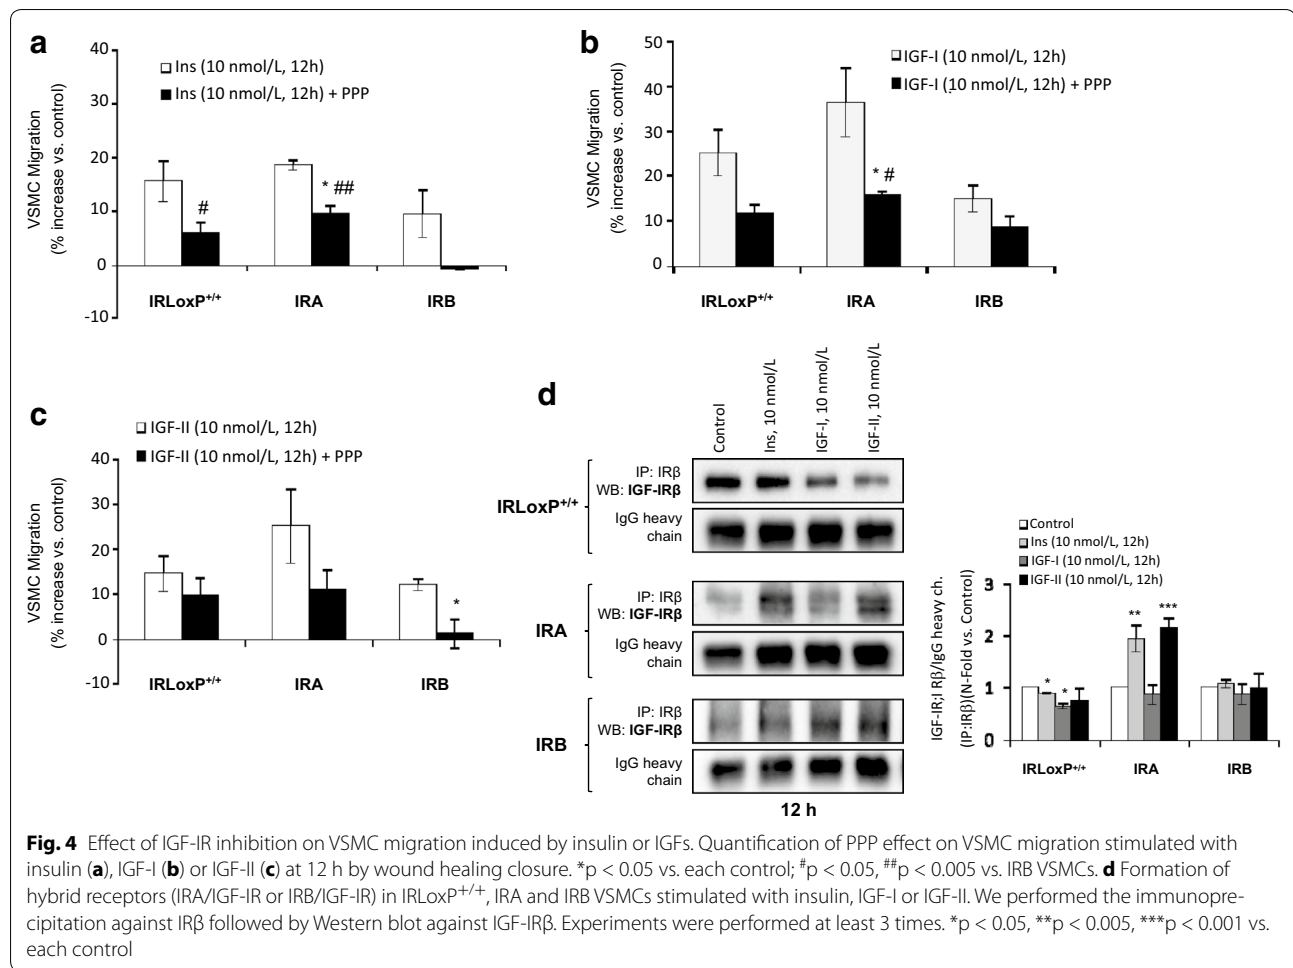 a
40
30
20
10
0
-10
VSMC Migration
(% increase vs. control)
Ins (10 nmol/L, 12h)
Ins (10 nmol/L, 12h) + PPP
#
* ##
IRLoxP+/+ IRA IRB
b
50
40
30
20
10
0
VSMC Migration
(% increase vs. control)
IGF-I (10 nmol/L, 12h)
IGF-I (10 nmol/L, 12h) + PPP
* #
IRLoxP+/+ IRA IRB
c
40
30
20
10
0
-10
VSMC Migration
(% increase vs. control)
IGF-II (10 nmol/L, 12h)
IGF-II (10 nmol/L, 12h) + PPP
*
IRLoxP+/+ IRA IRB
d
Control
Ins, 10 nmol/L
IGF-I, 10 nmol/L
IGF-II, 10 nmol/L
IRLoxP+/+
IP: IRβ
WB: IGF-IRβ
IgG heavy
chain
IRA
IP: IRβ
WB: IGF-IRβ
IgG heavy
chain
IRB
IP: IRβ
WB: IGF-IRβ
IgG heavy
chain
12 h
Control
Ins (10 nmol/L, 12h)
IGF-I (10 nmol/L, 12h)
IGF-II (10 nmol/L, 12h)
3
2
1
0
IGF-IR;I Rβ/IgG heavy ch.
(IP:IRβ)(N-Fold vs. Control)
* *
** ***
IRLoxP+/+ IRA IRB
Fig. 4 Effect of IGF-IR inhibition on VSMC migration induced by insulin or IGFs. Quantification of PPP effect on VSMC migration stimulated with
insulin (a), IGF-I (b) or IGF-II (c) at 12 h by wound healing closure. *p < 0.05 vs. each control; #p < 0.05, ##p < 0.005 vs. IRB VSMCs. d Formation of
hybrid receptors (IRA/IGF-IR or IRB/IGF-IR) in IRLoxP+/+, IRA and IRB VSMCs stimulated with insulin, IGF-I or IGF-II. We performed the immunopre-
cipitation against IRβ followed by Western blot against IGF-IRβ. Experiments were performed at least 3 times. *p < 0.05, **p < 0.005, ***p < 0.001 vs.
each control